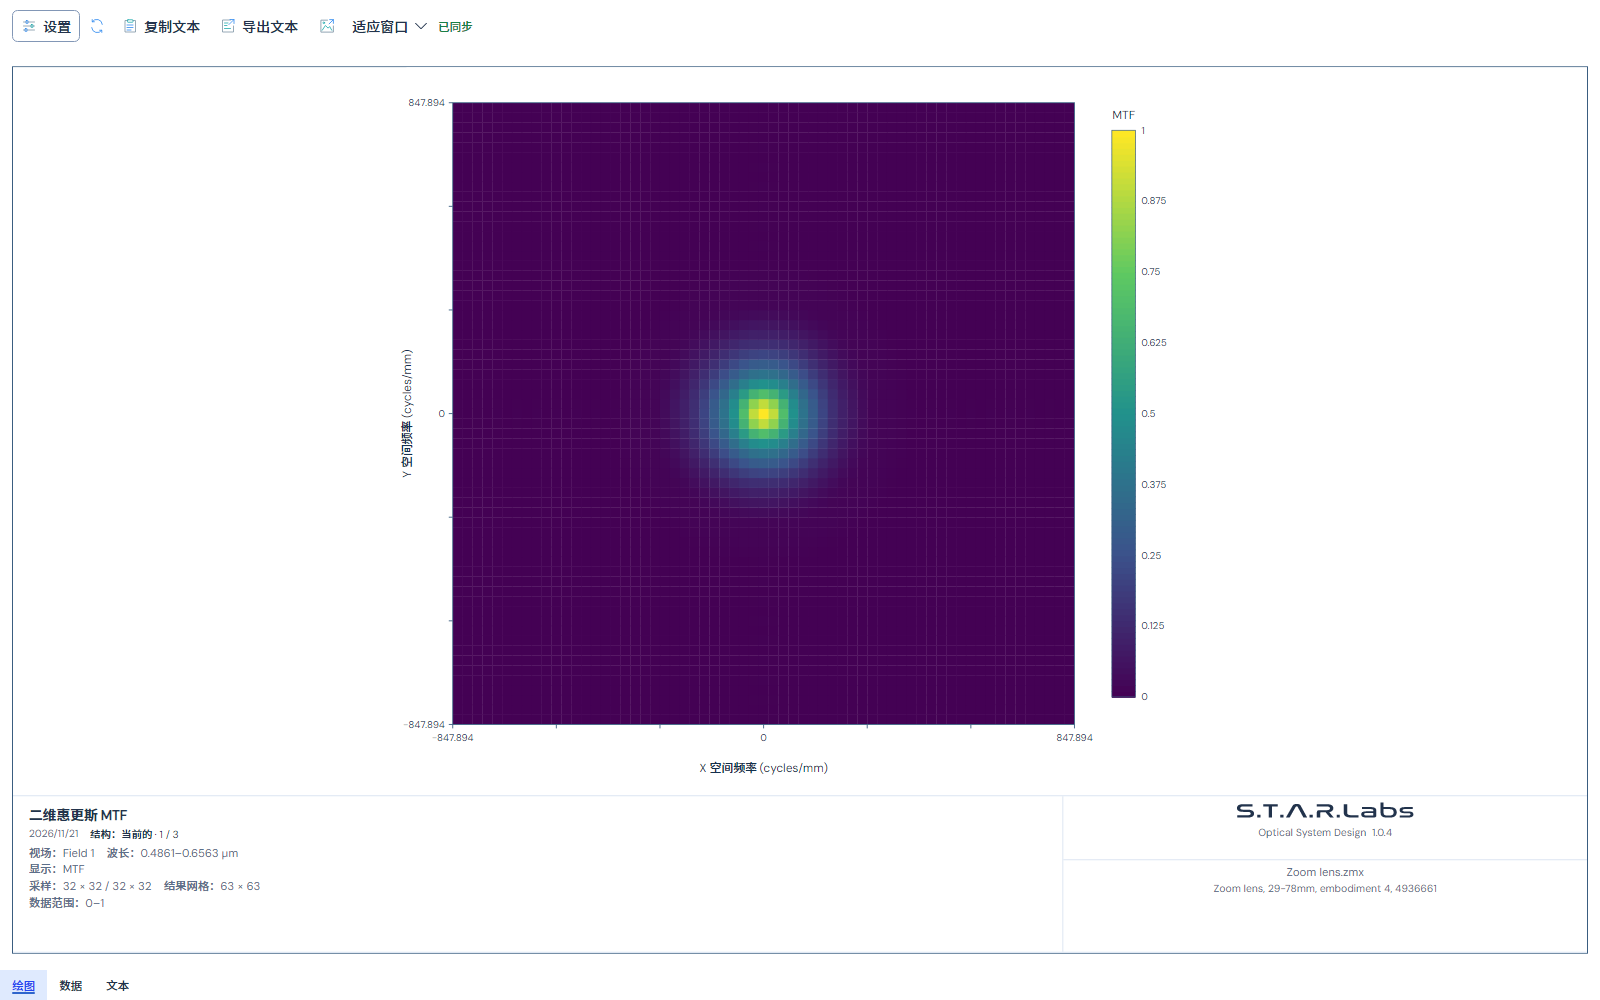 设置 复制文本 导出文本 适应窗口 已同步
MTF
847.894
0
-847.894
Y 空间频率 (cycles/mm)
-847.894 0 847.894
X 空间频率 (cycles/mm)
1
0.875
0.75
0.625
0.5
0.375
0.25
0.125
0
二维惠更斯 MTF
2026/11/21 结构：当前的 · 1 / 3
视场：Field 1 波长：0.4861–0.6563 µm
显示：MTF
采样：32 × 32 / 32 × 32 结果网格：63 × 63
数据范围：0–1
S.T.A.R.Labs
Optical System Design 1.0.4
Zoom lens.zmx
Zoom lens, 29-78mm, embodiment 4, 4936661
绘图 数据 文本